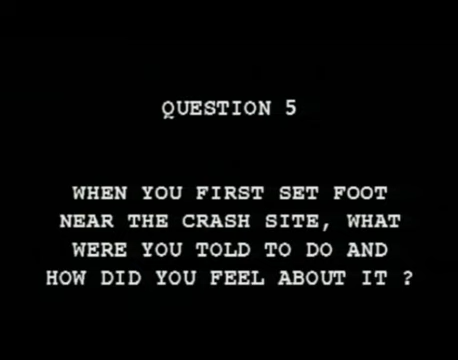 QUESTION 5
WHEN YOU FIRST SET FOOT
NEAR THE CRASH SITE, WHAT
WERE YOU TOLD TO DO AND
HOW DID YOU FEEL ABOUT IT ?